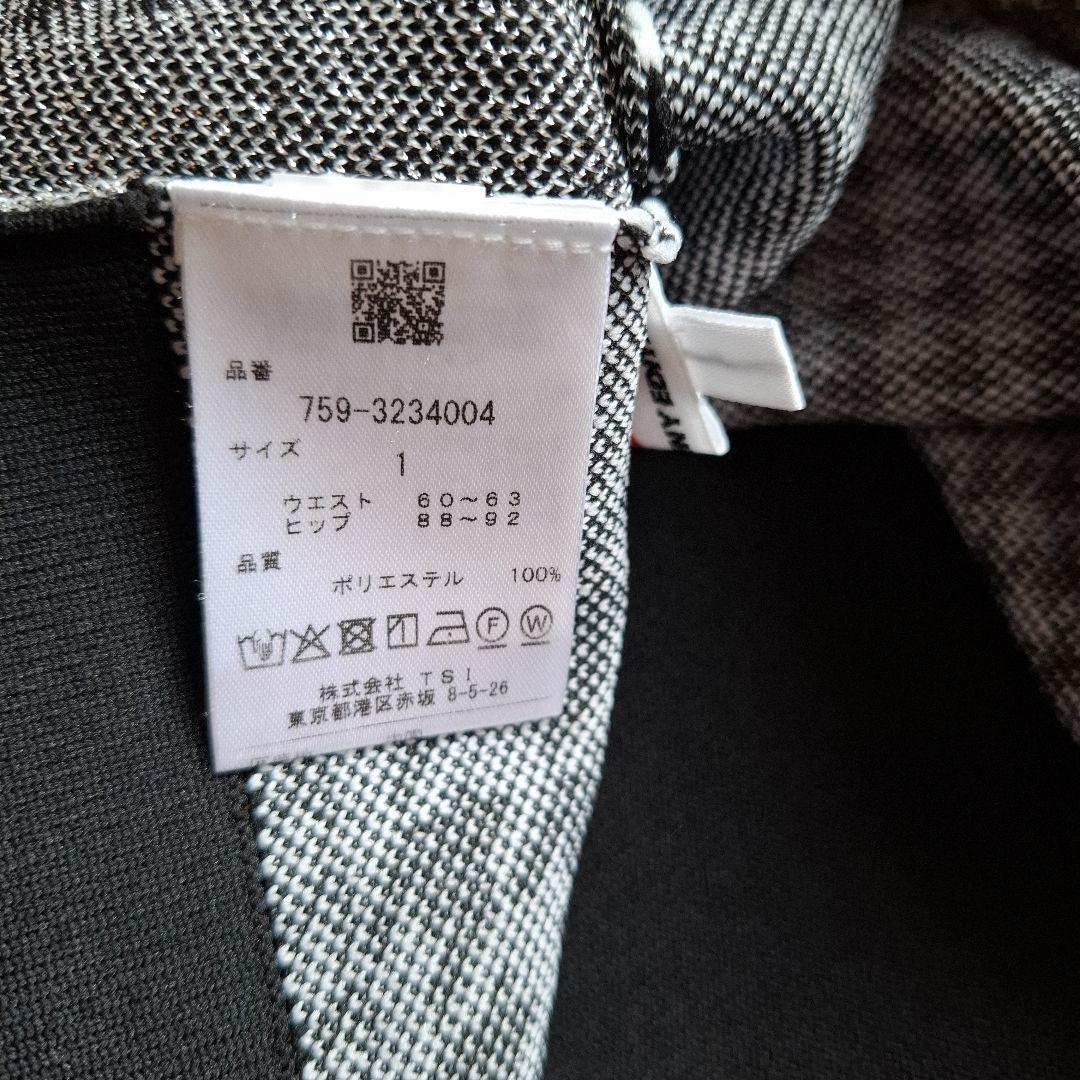 品番
759-3234004
サイズ
1
ウエスト 60~63
ヒップ 88~92
品質
ポリエステル 100%
F W
株式会社 TSI
東京都港区赤坂 8-5-26